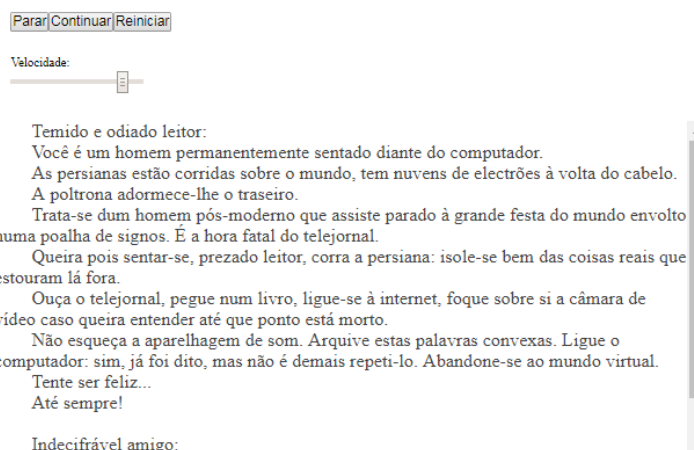 Parar Continuar Reiniciar
Velocidade:
Temido e odiado leitor:
Você é um homem permanentemente sentado diante do computador.
As persianas estão corridas sobre o mundo, tem nuvens de electrões à volta do cabelo.
A poltrona adormece-lhe o traseiro.
Trata-se dum homem pós-moderno que assiste parado à grande festa do mundo envolto
numa poalha de signos. É a hora fatal do telejornal.
Queira pois sentar-se, prezado leitor, corra a persiana: isole-se bem das coisas reais que
estouram lá fora.
Ouça o telejornal, pegue num livro, ligue-se à internet, foque sobre si a câmara de
vídeo caso queira entender até que ponto está morto.
Não esqueça a aparelhagem de som. Arquive estas palavras convexas. Ligue o
computador: sim, já foi dito, mas não é demais repeti-lo. Abandone-se ao mundo virtual.
Tente ser feliz...
Até sempre!
Indecifrável amigo: